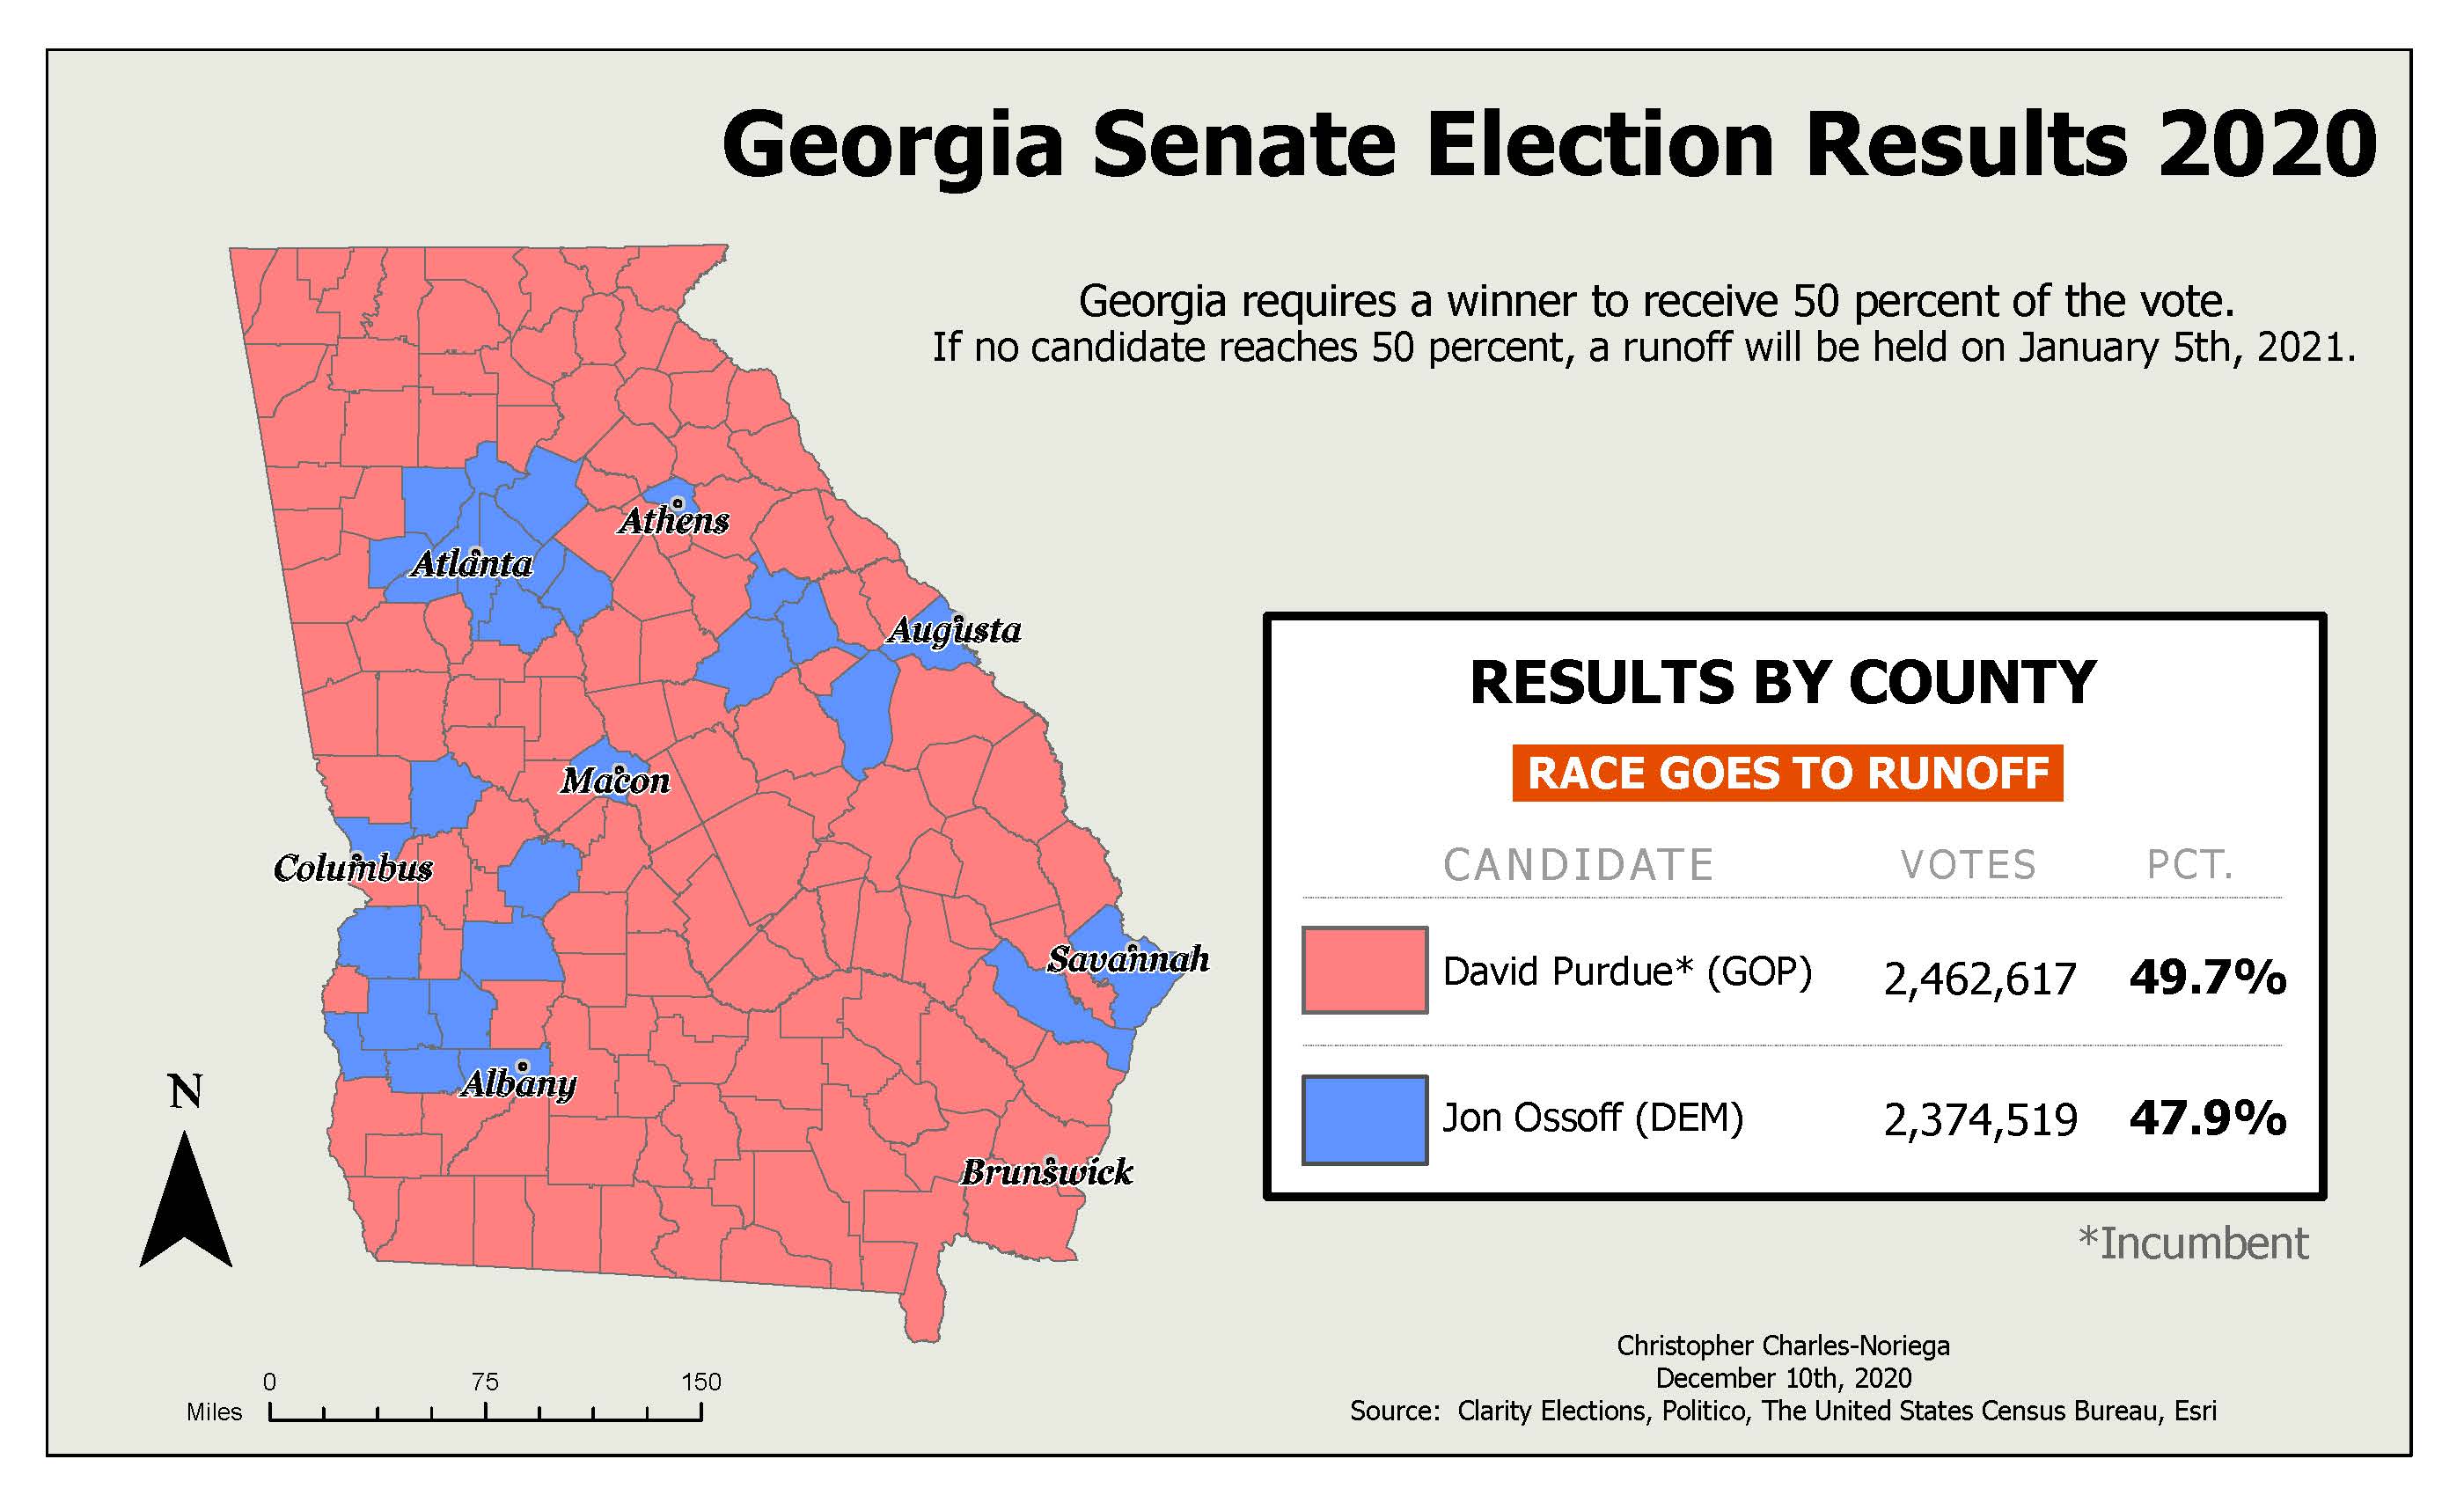 Georgia Senate Election Results 2020
Georgia requires a winner to receive 50 percent of the vote.
If no candidate reaches 50 percent, a runoff will be held on January 5th, 2021.
Athens
Atlanta
Augusta
Macon
Columbus
Savannah
Albany
Brunswick
N
0 75 150
Miles
RESULTS BY COUNTY
RACE GOES TO RUNOFF
CANDIDATE VOTES PCT.
David Purdue* (GOP) 2,462,617 49.7%
Jon Ossoff (DEM) 2,374,519 47.9%
*Incumbent
Christopher Charles-Noriega
December 10th, 2020
Source: Clarity Elections, Politico, The United States Census Bureau, Esri